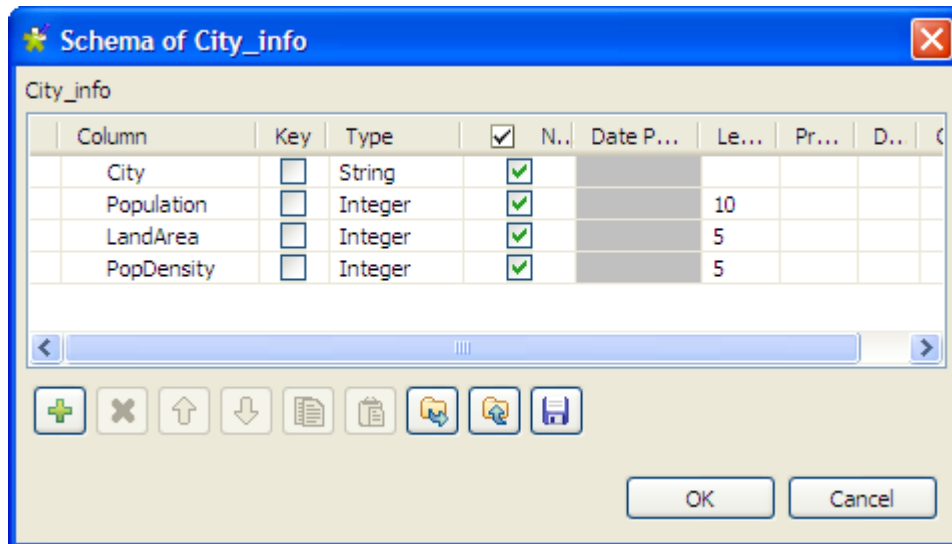 Schema of City_info
City_info
Column Key Type N.. Date P... Le... Pr... D...
City String
Population Integer 10
LandArea Integer 5
PopDensity Integer 5
OK Cancel